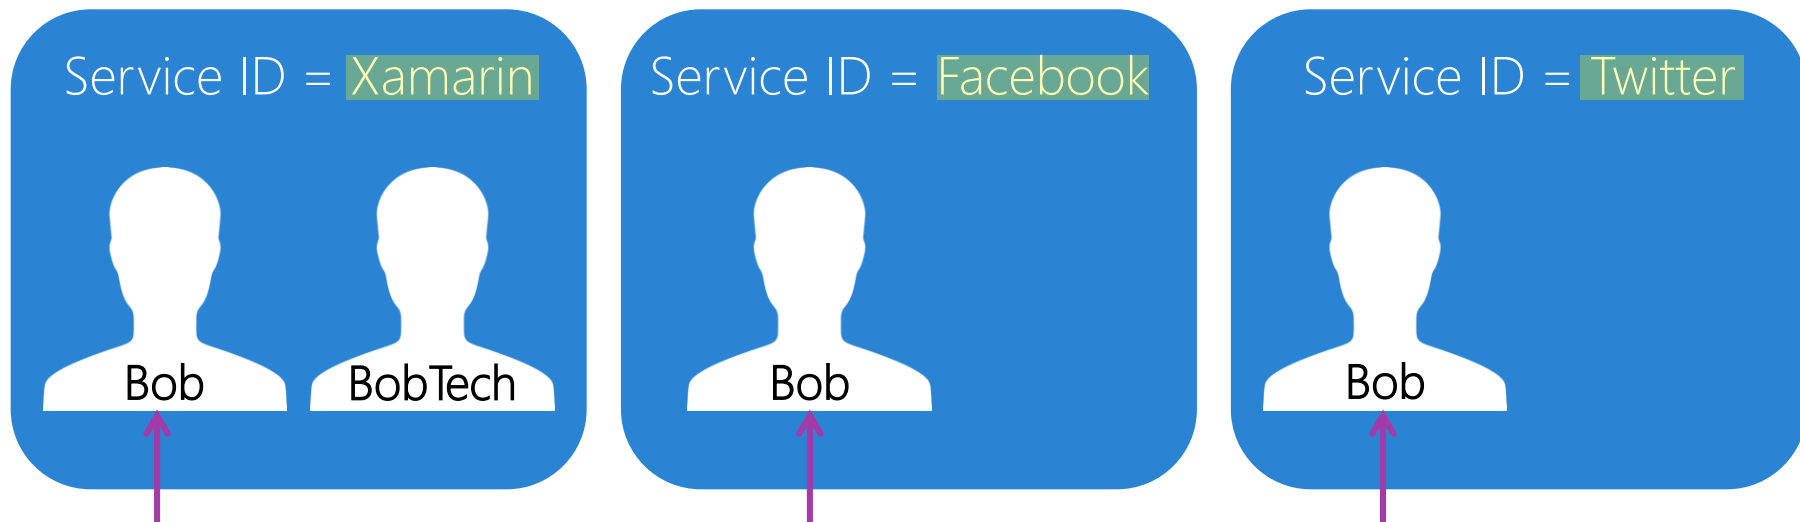 Service ID = Xamarin
Bob
BobTech
Service ID = Facebook
Bob
Service ID = Twitter
Bob